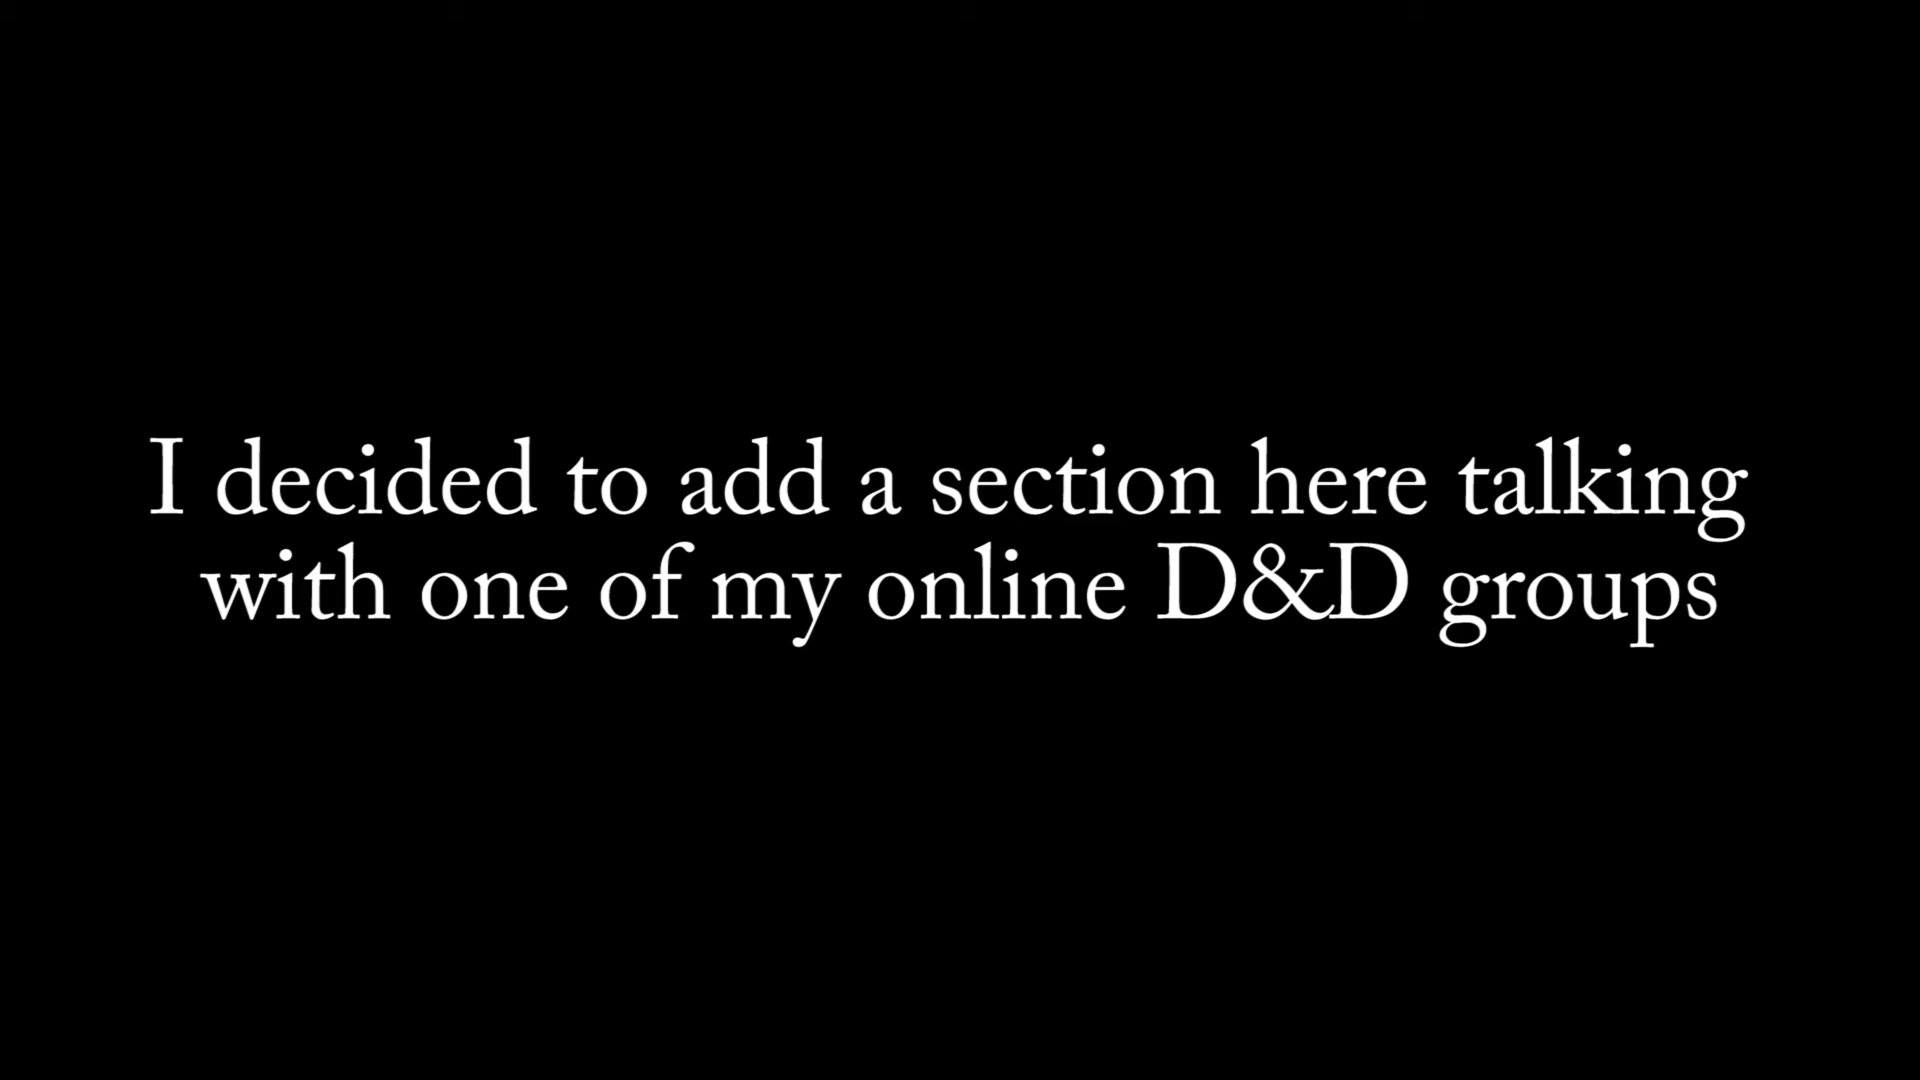 I decided to add a section here talking
with one of my online D&D groups